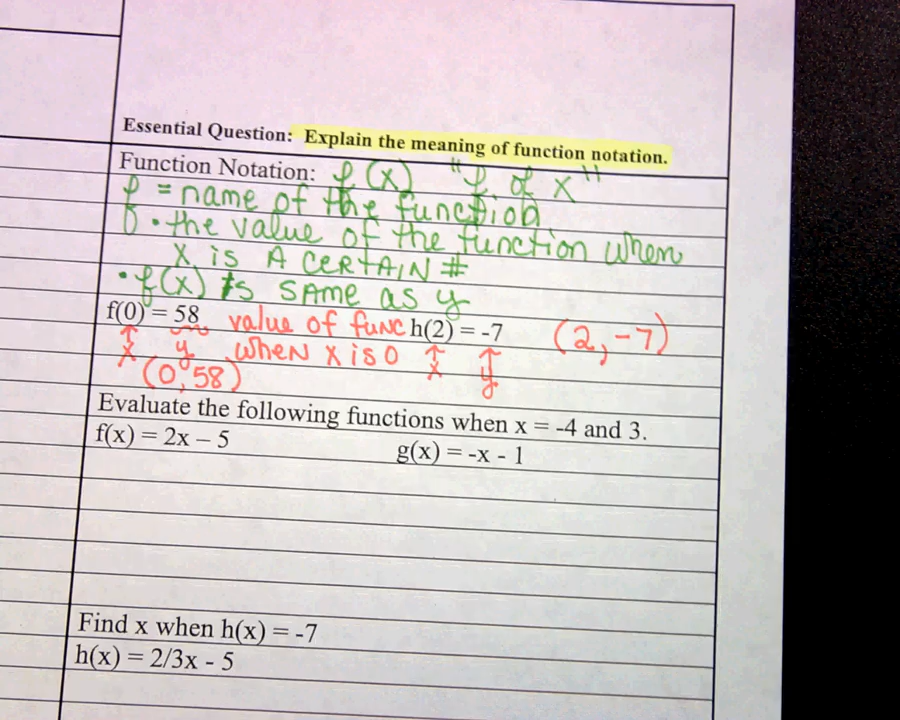 Essential Question: Explain the meaning of function notation.
Function Notation: f(x) "f of x"
f = name of the function
• the value of the function when
x is A CERTAIN #
• f(x) is SAME as y
f(0) = 58 value of func h(2) = -7 (2, -7)
↑ x y when x is 0 ↑ x ↑ y
(0, 58)
Evaluate the following functions when x = -4 and 3.
f(x) = 2x – 5 g(x) = -x - 1
Find x when h(x) = -7
h(x) = 2/3x - 5